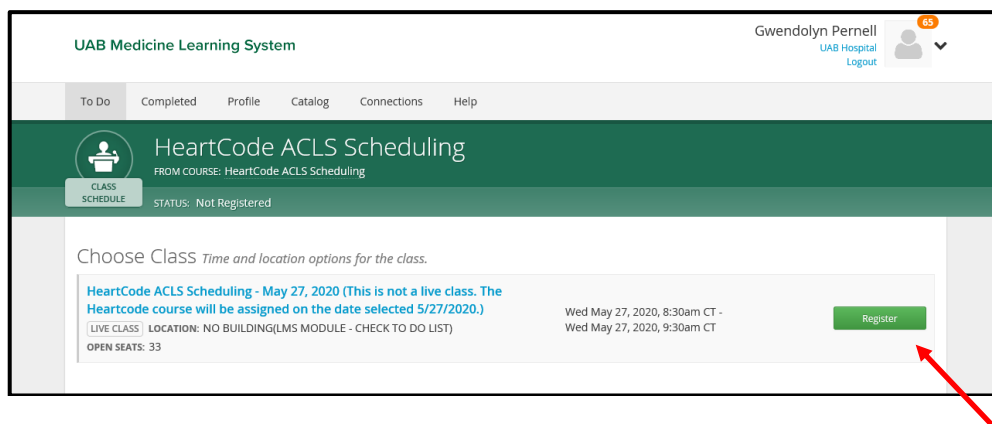 UAB Medicine Learning System
Gwendolyn Pernell
65
UAB Hospital
Logout
To Do Completed Profile Catalog Connections Help
HeartCode ACLS Scheduling
FROM COURSE: HeartCode ACLS Scheduling
CLASS
SCHEDULE
STATUS: Not Registered
Choose Class Time and location options for the class.
HeartCode ACLS Scheduling - May 27, 2020 (This is not a live class. The
Heartcode course will be assigned on the date selected 5/27/2020.)
LIVE CLASS LOCATION: NO BUILDING(LMS MODULE - CHECK TO DO LIST)
OPEN SEATS: 33
Wed May 27, 2020, 8:30am CT -
Wed May 27, 2020, 9:30am CT
Register